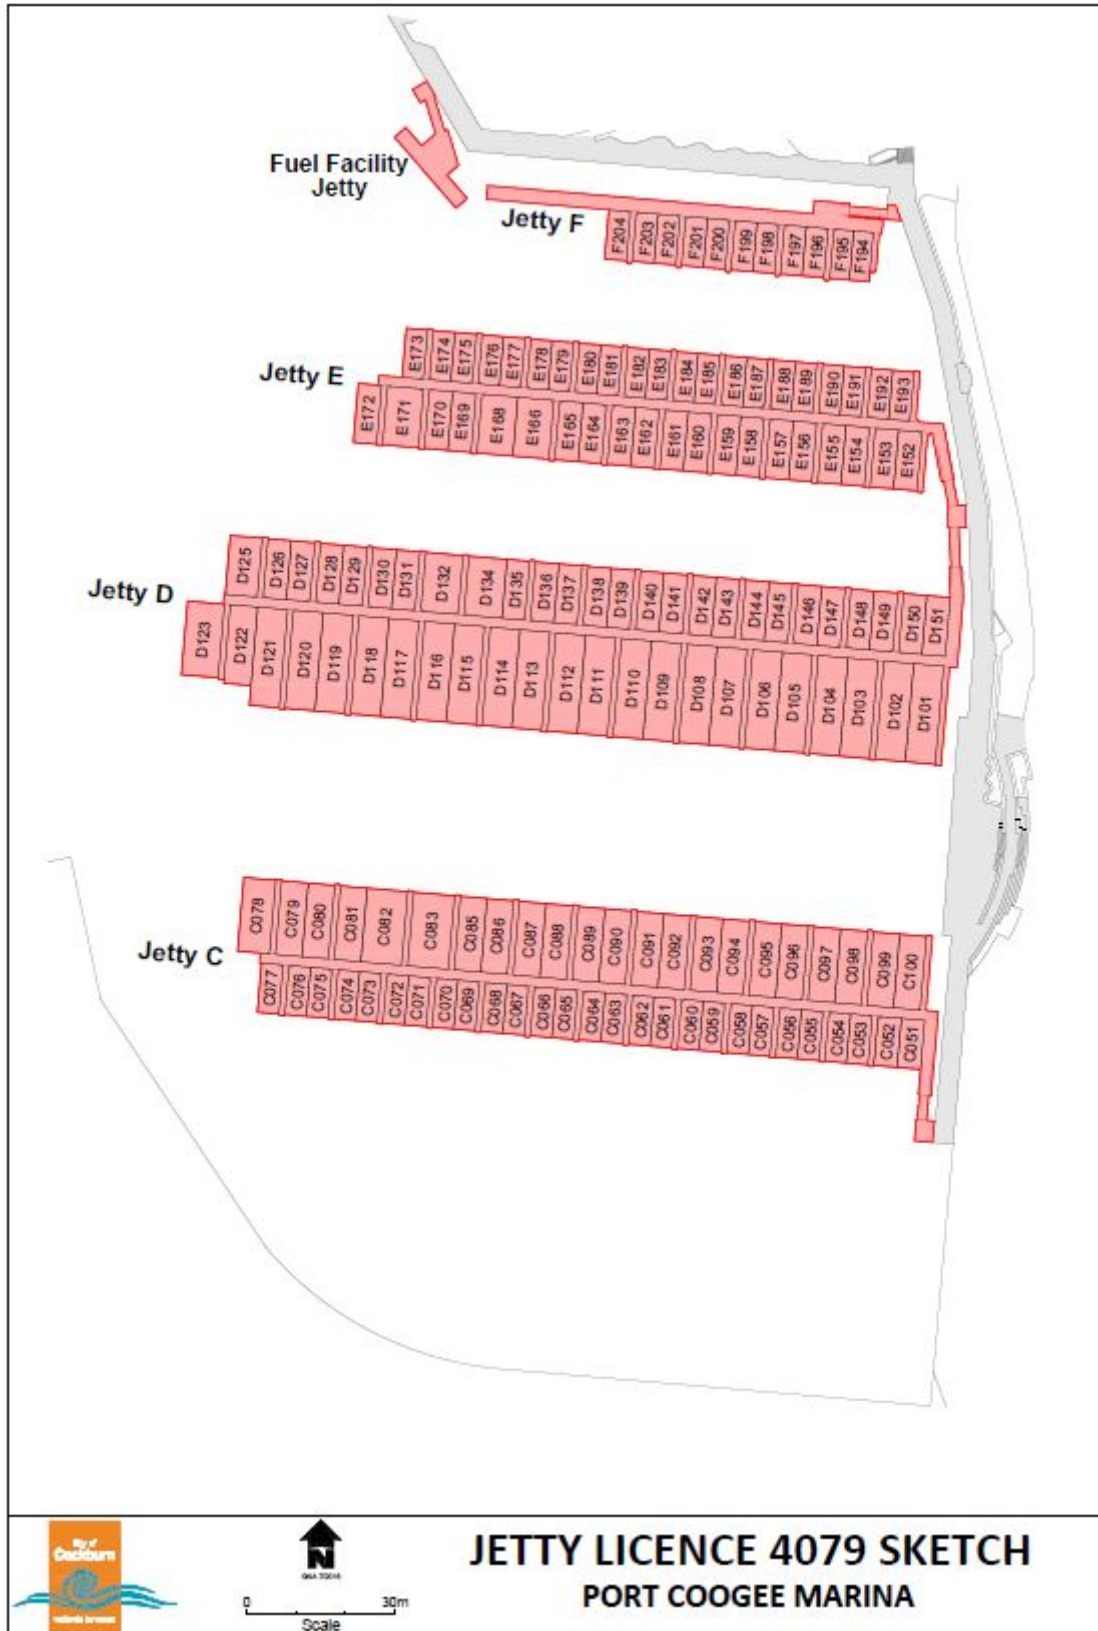 Fuel Facility
Jetty
Jetty F
F204 F203 F202 F201 F200 F199 F198 F197 F196 F195 F194
Jetty E
E173 E174 E175 E176 E177 E178 E179 E180 E181 E182 E183 E184 E185 E186 E187 E188 E189 E190 E191 E192 E193
E172 E171 E170 E169 E168 E166 E165 E164 E163 E162 E161 E160 E159 E158 E157 E156 E155 E154 E153 E152
Jetty D
D125 D126 D127 D128 D129 D130 D131 D132 D134 D135 D136 D137 D138 D139 D140 D141 D142 D143 D144 D145 D146 D147 D148 D149 D150 D151
D123 D122 D121 D120 D119 D118 D117 D116 D115 D114 D113 D112 D111 D110 D109 D108 D107 D106 D105 D104 D103 D102 D101
Jetty C
C078 C079 C080 C081 C082 C083 C085 C086 C087 C088 C089 C090 C091 C092 C093 C094 C095 C096 C097 C098 C099 C100
C077 C076 C075 C074 C073 C072 C071 C070 C069 C068 C067 C066 C065 C064 C063 C062 C061 C060 C059 C058 C057 C056 C055 C054 C053 C052 C051
City of
Cockburn
N
0 30m
Scale
JETTY LICENCE 4079 SKETCH
PORT COOGEE MARINA